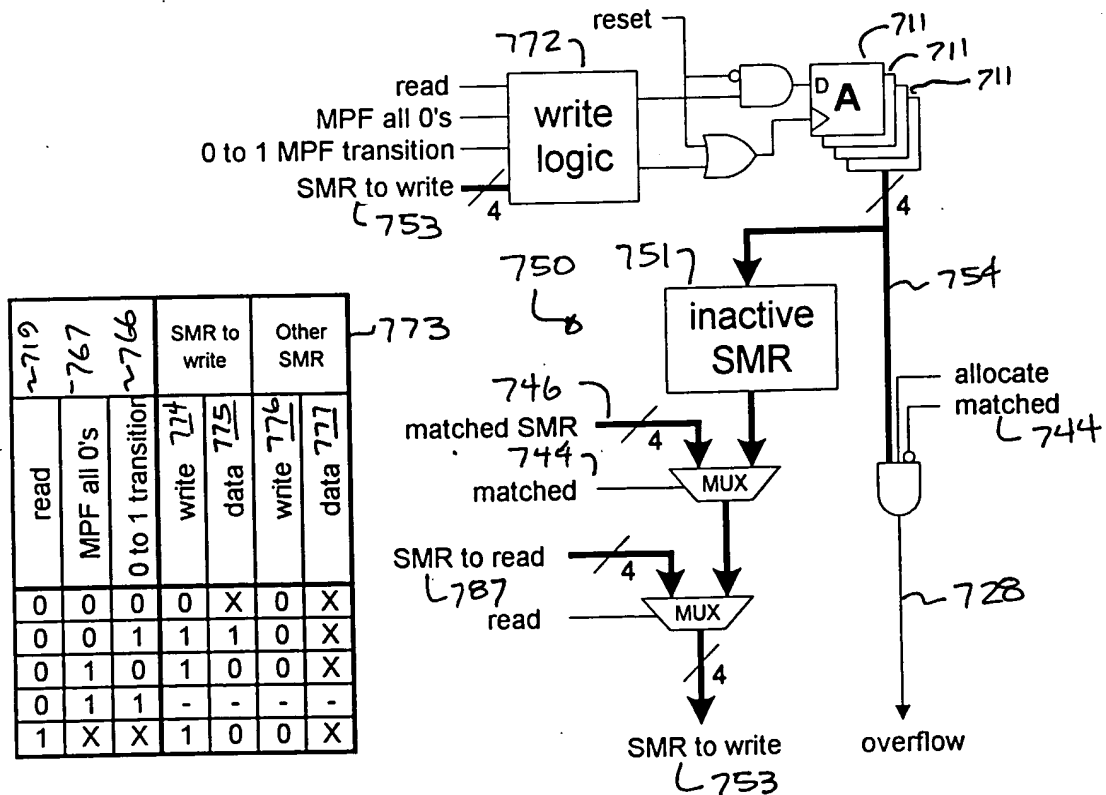 reset
772
711
711
711
read
MPF all 0's
0 to 1 MPF transition
SMR to write
4
753
write
logic
D
A
4
750
751
inactive
SMR
754
746
matched SMR
4
744
matched
MUX
allocate
matched
744
SMR to read
4
787
read
MUX
4
728
SMR to write
753
overflow
773
~719 -767 ~766 SMR to write Other SMR
read MPF all 0's 0 to 1 transition write 774 data 775 write 776 data 777
0 0 0 0 X 0 X
0 0 1 1 1 0 X
0 1 0 1 0 0 X
0 1 1 - - - -
1 X X 1 0 0 X